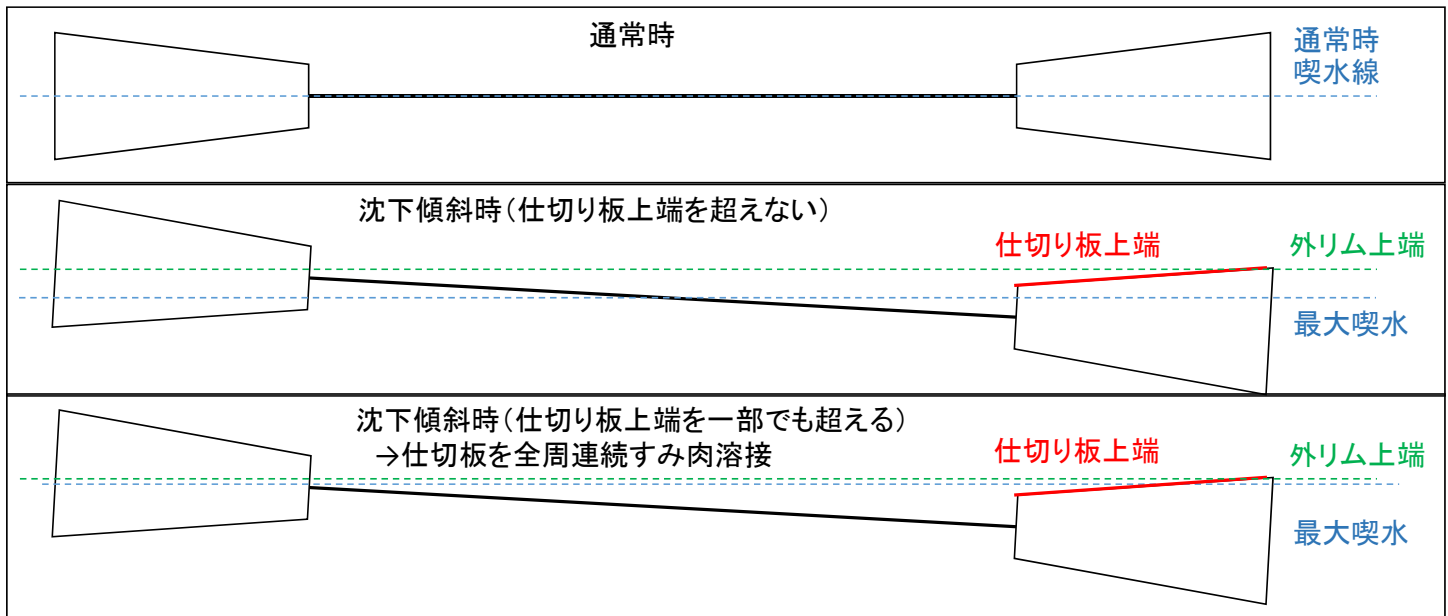 通常時
通常時
喫水線
沈下傾斜時(仕切り板上端を超えない)
仕切り板上端
外リム上端
最大喫水
沈下傾斜時(仕切り板上端を一部でも超える)
→仕切板を全周連続すみ肉溶接
仕切り板上端
外リム上端
最大喫水